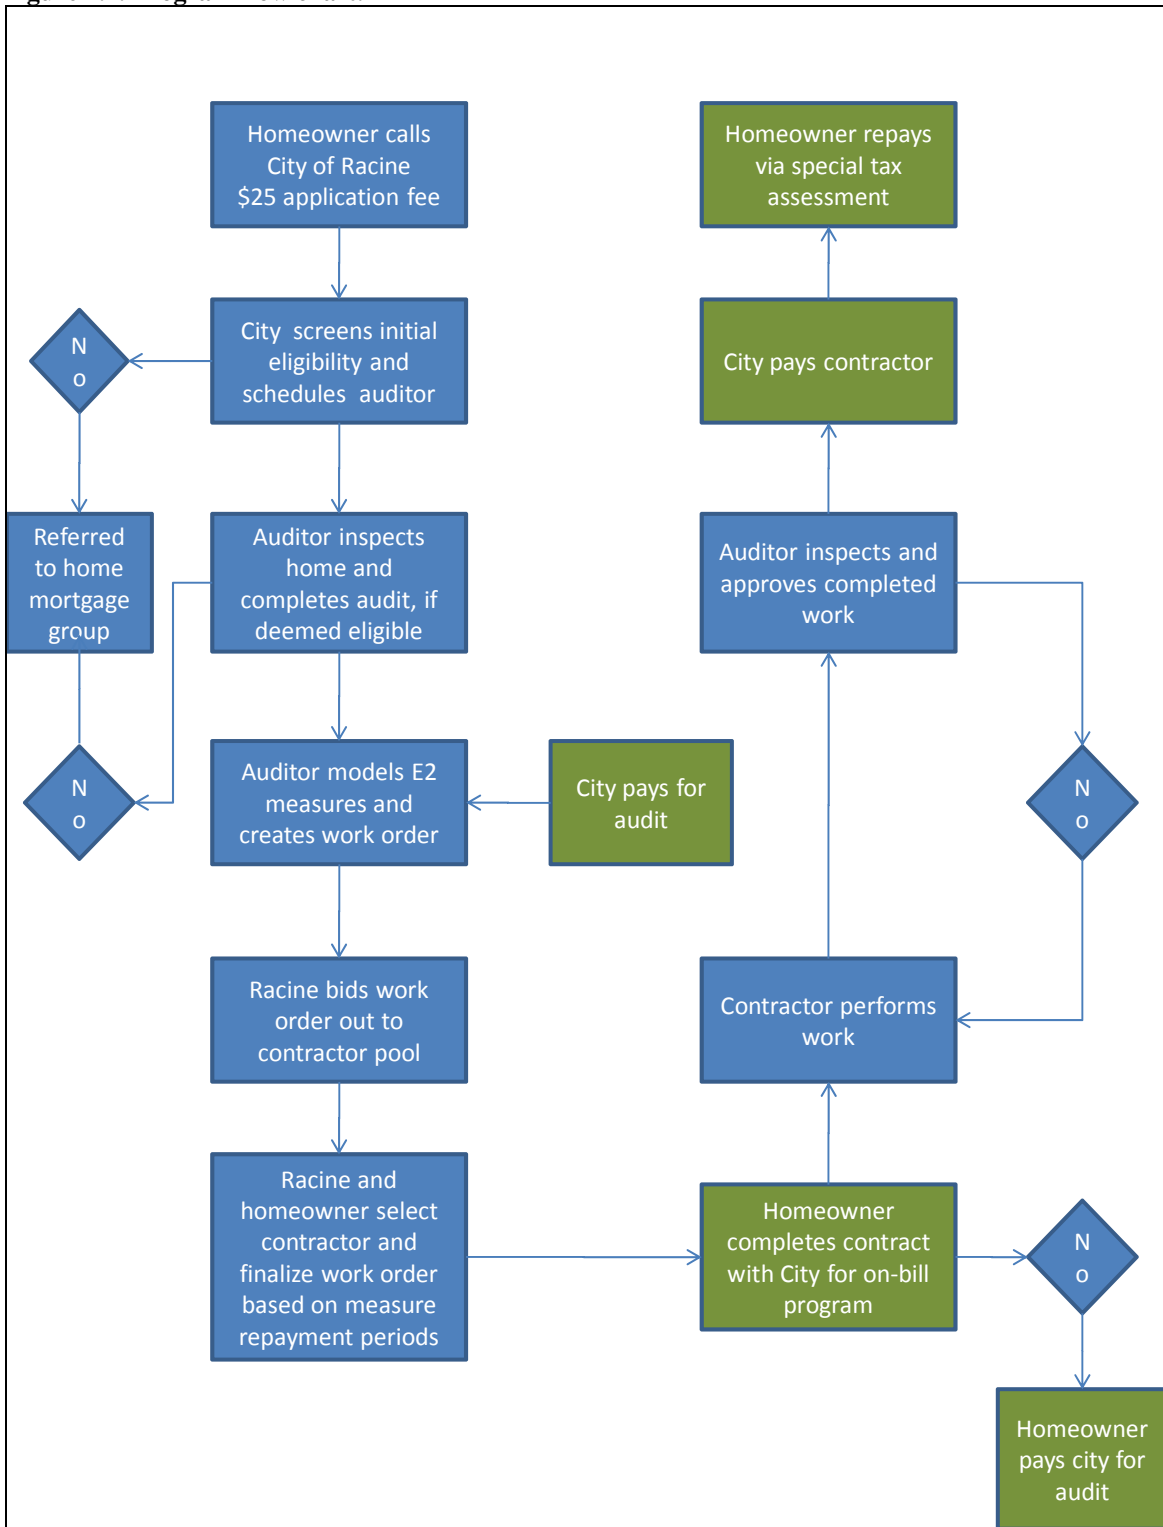 Homeowner calls
City of Racine
$25 application fee
City screens initial
eligibility and
schedules auditor
N
o
Referred
to home
mortgage
group
Auditor inspects
home and
completes audit, if
deemed eligible
N
o
Auditor models E2
measures and
creates work order
City pays for
audit
Racine bids work
order out to
contractor pool
Racine and
homeowner select
contractor and
finalize work order
based on measure
repayment periods
Homeowner
completes contract
with City for on-bill
program
N
o
Homeowner
pays city for
audit
Contractor performs
work
Auditor inspects and
approves completed
work
N
o
City pays contractor
Homeowner repays
via special tax
assessment